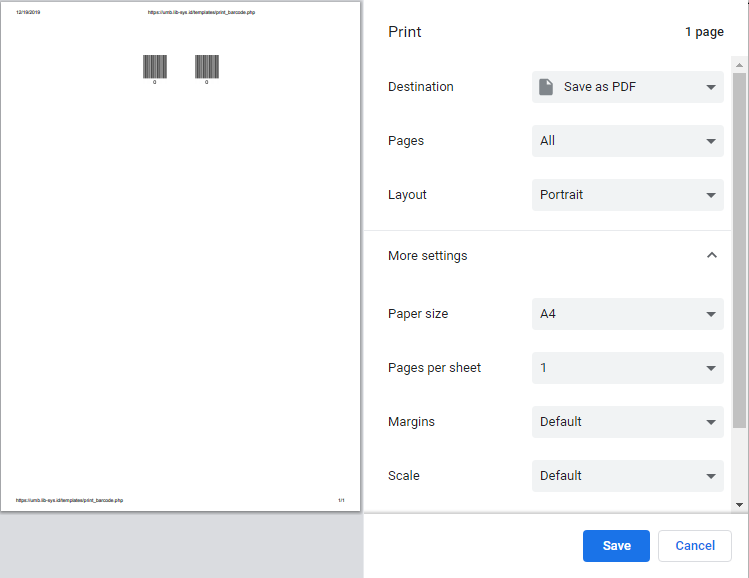 12/19/2019
https://umb.lib-sys.id/templates/print_barcode.php
0
0
https://umb.lib-sys.id/templates/print_barcode.php
1/1
Print
1 page
Destination
Save as PDF
Pages
All
Layout
Portrait
More settings
Paper size
A4
Pages per sheet
1
Margins
Default
Scale
Default
Save
Cancel